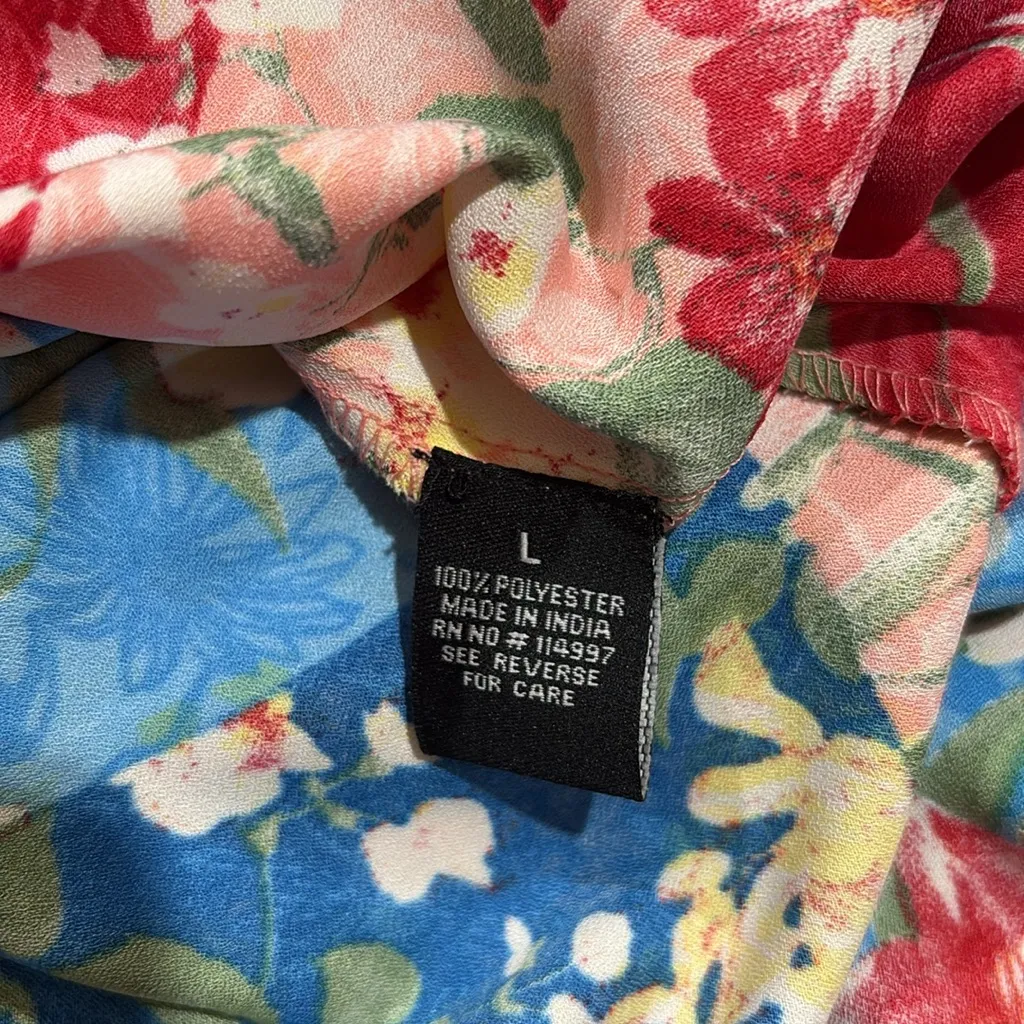 L
100% POLYESTER
MADE IN INDIA
RN NO # 114997
SEE REVERSE
FOR CARE